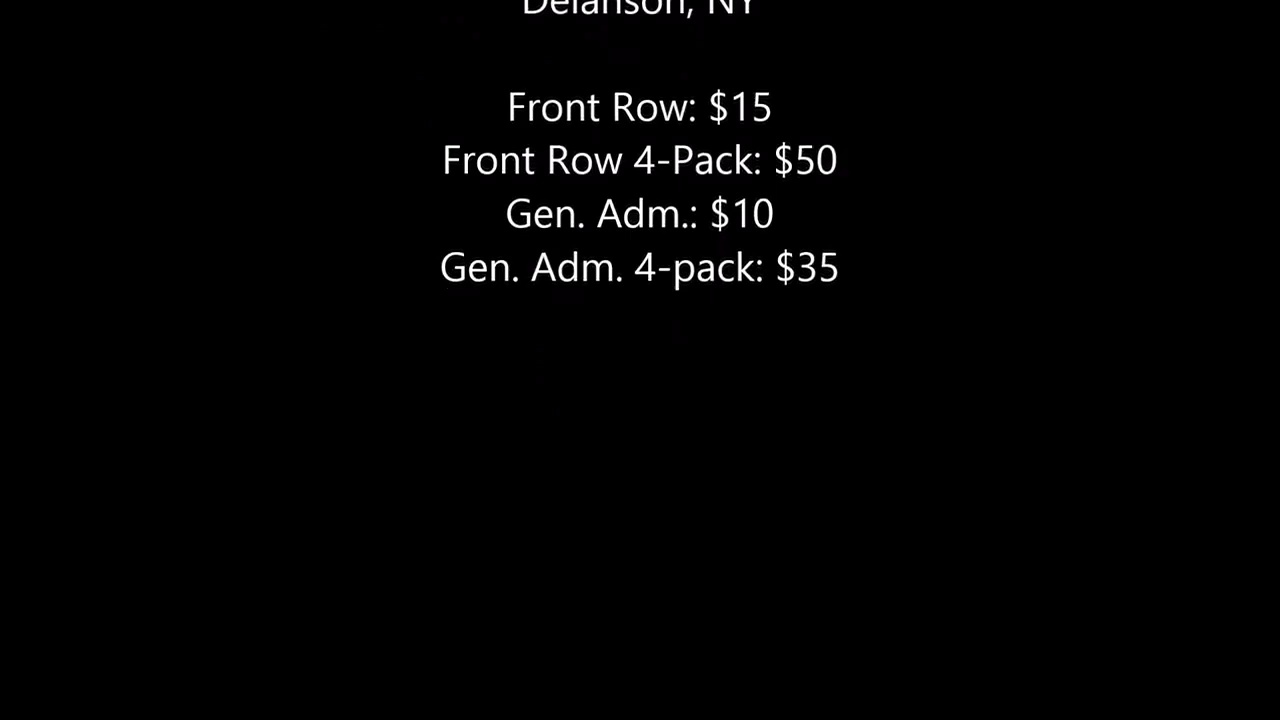 Delanson, NY
Front Row: $15
Front Row 4-Pack: $50
Gen. Adm.: $10
Gen. Adm. 4-pack: $35